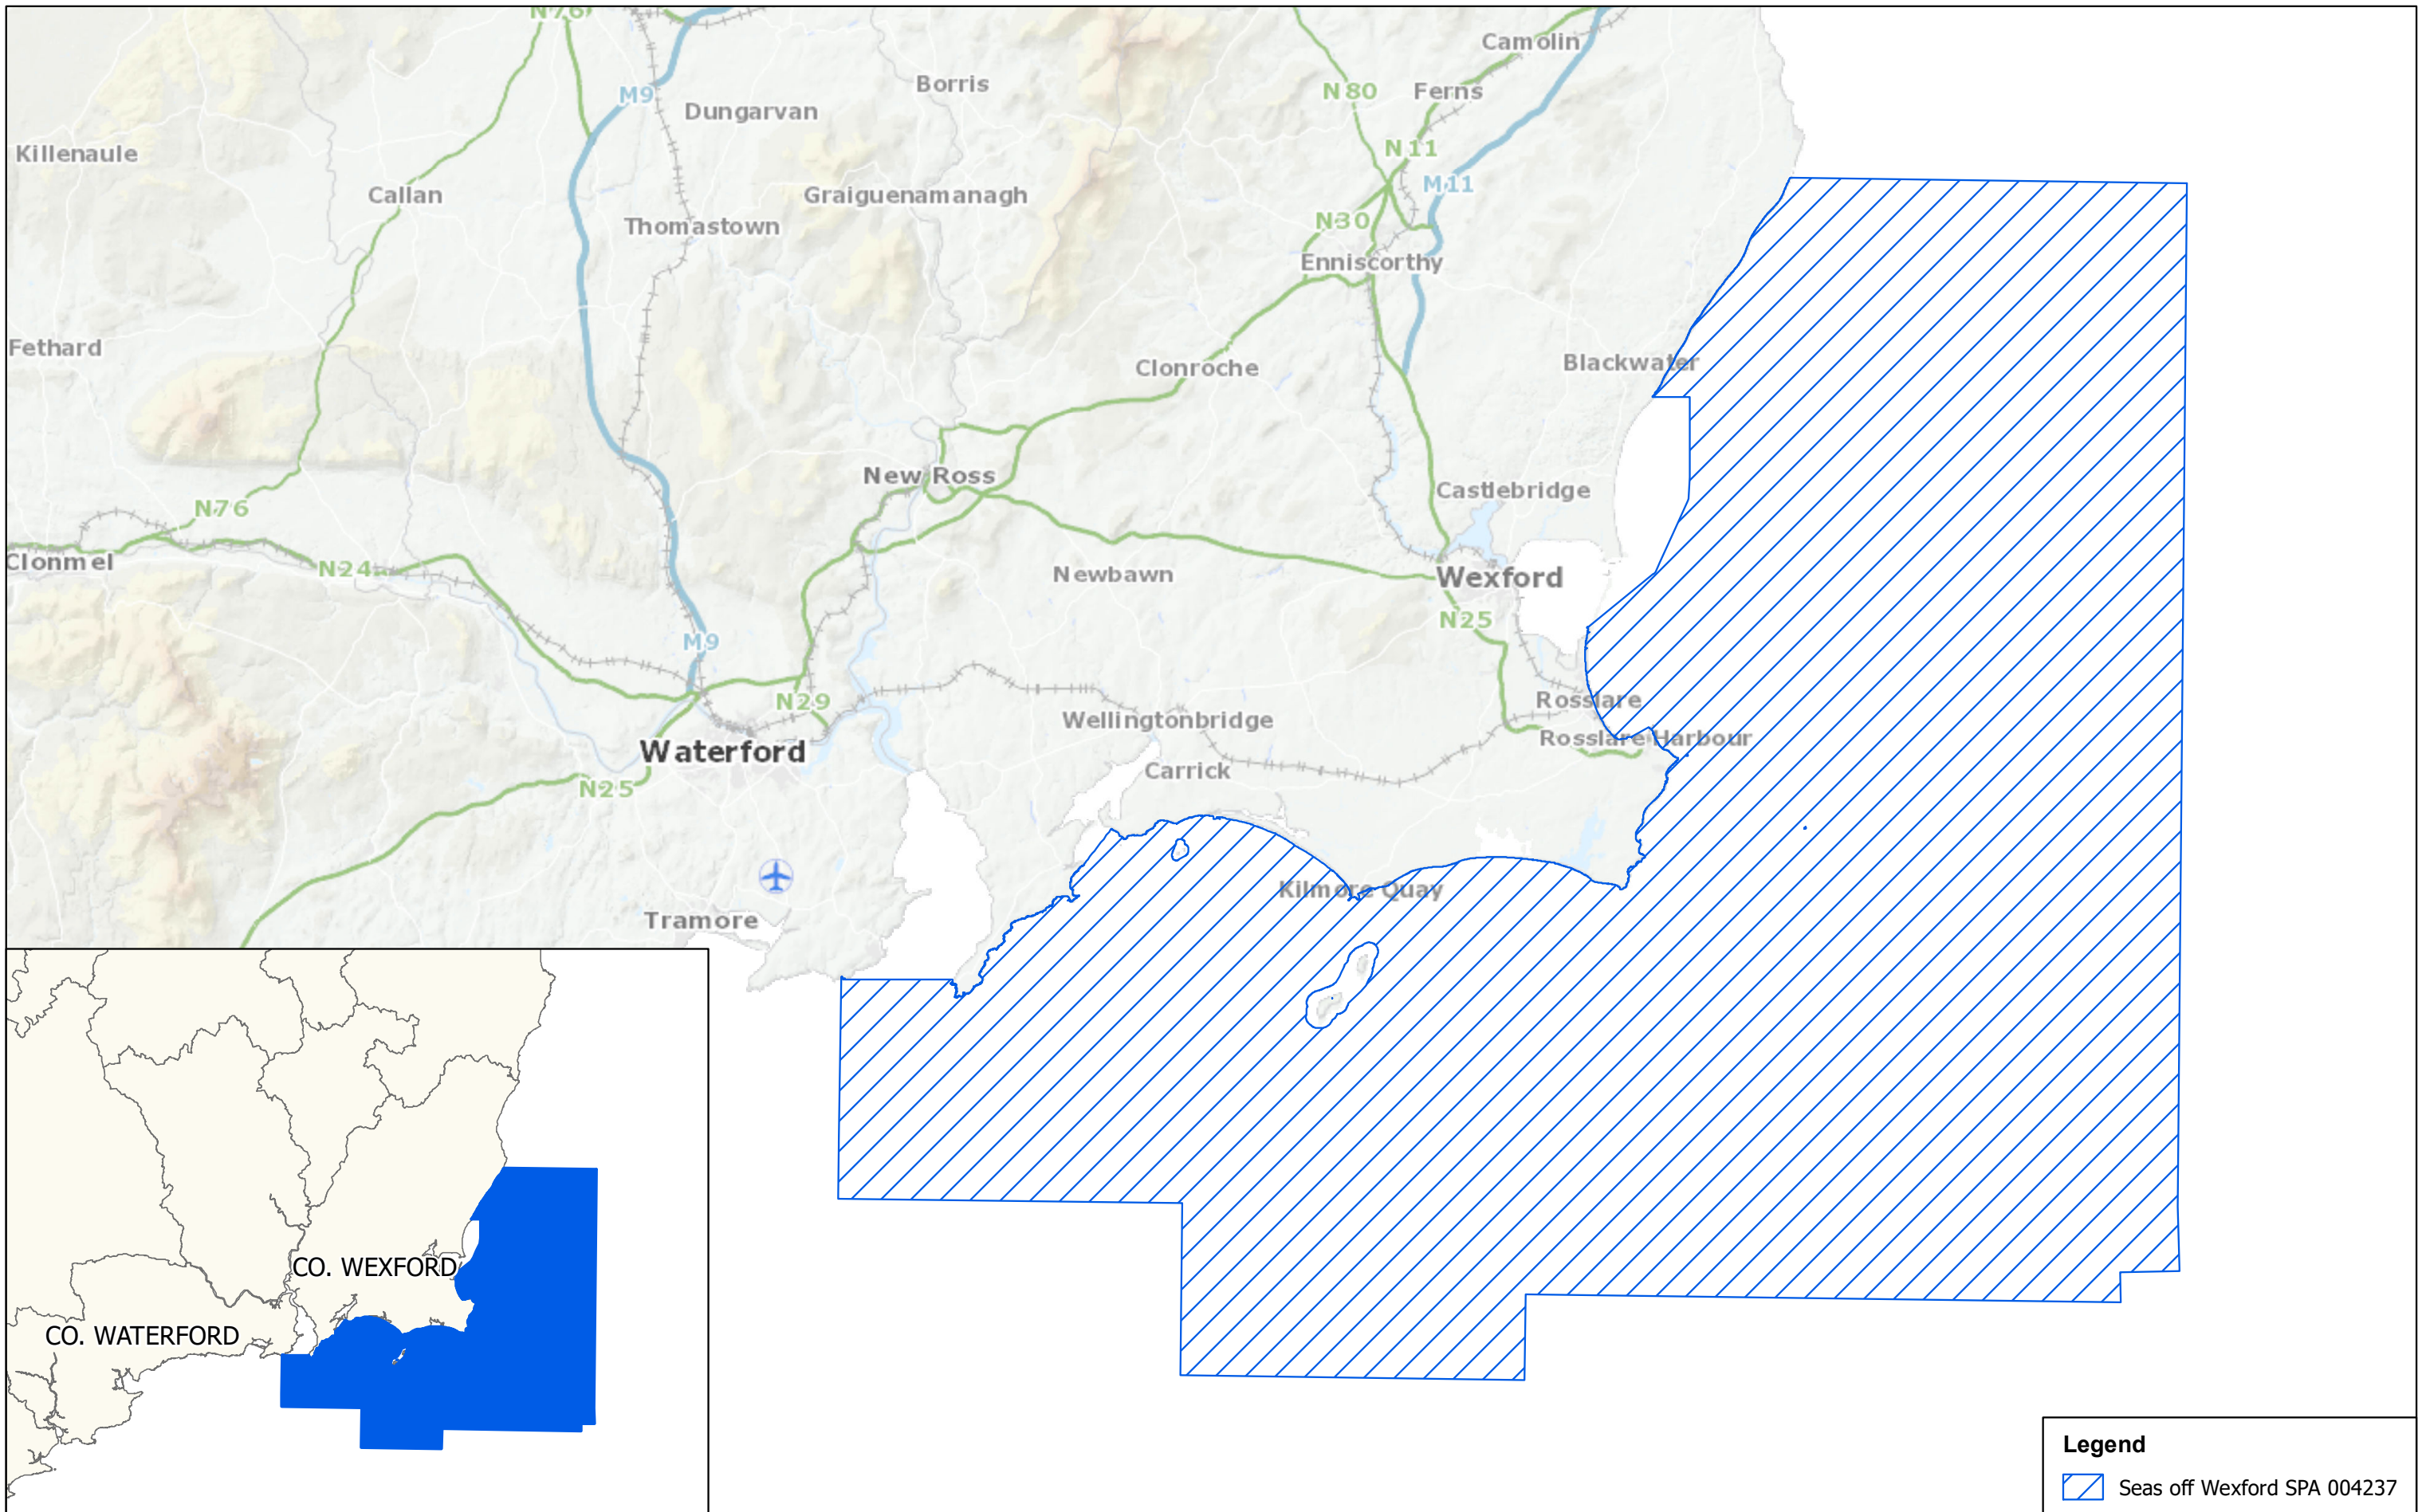 N76
Camolin
Borris
M9
N80
Ferns
Dungarvan
Killenaule
N11
M11
Callan
Graiguenamanagh
Thomastown
N30
Enniscorthy
Fethard
Blackwater
Clonroche
New Ross
Castlebridge
N76
Clonmel
N24
Newbawn
Wexford
N25
M9
N29
Rosslare
Wellingtonbridge
Rosslare Harbour
Waterford
Carrick
N25
Kilmore Quay
Tramore
CO. WEXFORD
CO. WATERFORD
Legend
Seas off Wexford SPA 004237